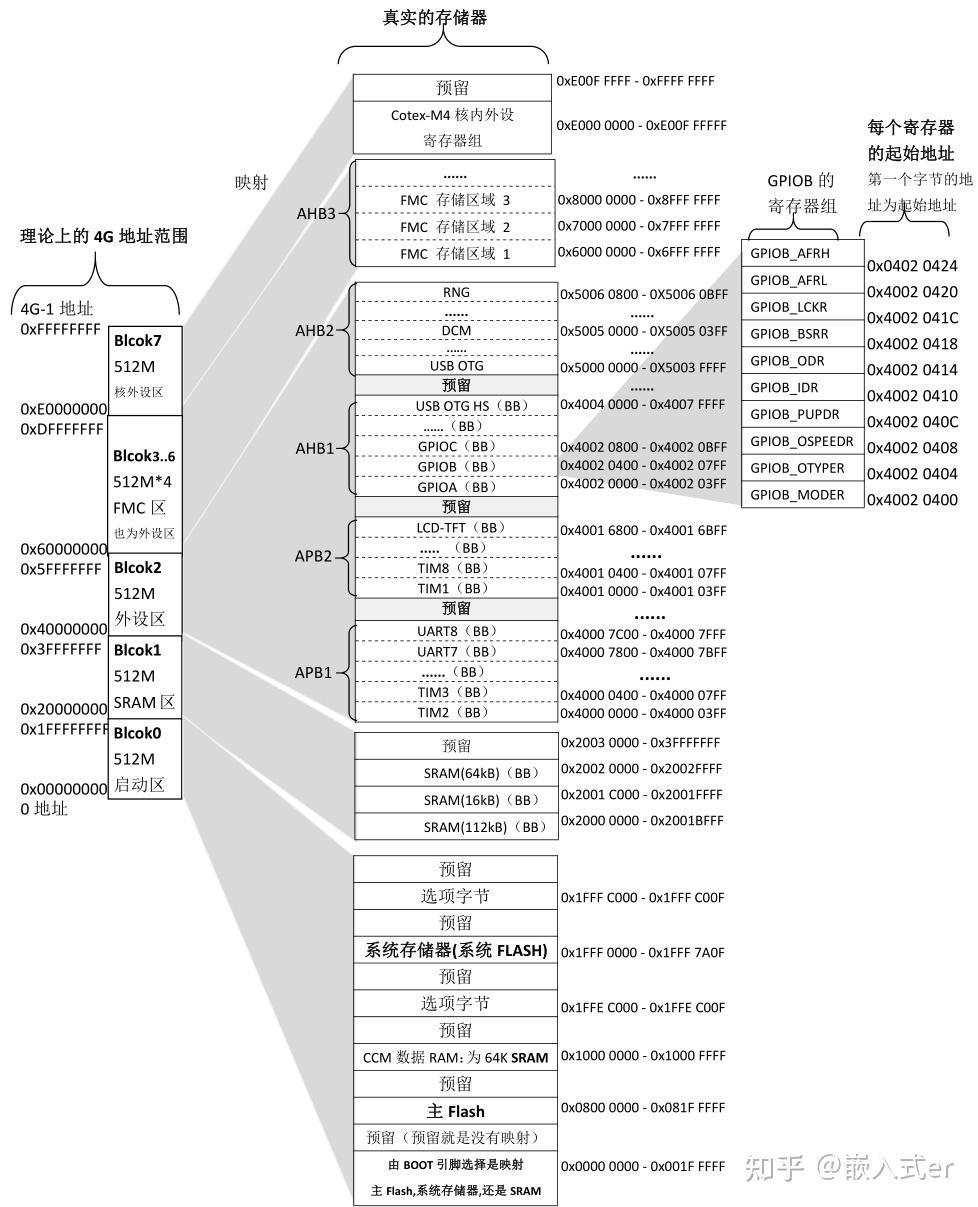 真实的存储器
预留
0xE00F FFFF - 0xFFFF FFFF
Cotex-M4 核内外设
寄存器组
0xE000 0000 - 0xE00F FFFFF
映射
AHB3
......
......
FMC 存储区域 3
0x8000 0000 - 0x8FFF FFFF
FMC 存储区域 2
0x7000 0000 - 0x7FFF FFFF
FMC 存储区域 1
0x6000 0000 - 0x6FFF FFFF
AHB2
RNG
0x5006 0800 - 0X5006 0BFF
......
......
DCM
0x5005 0000 - 0X5005 03FF
......
......
USB OTG
0x5000 0000 - 0X5003 FFFF
预留
......
AHB1
USB OTG HS（BB）
0x4004 0000 - 0x4007 FFFF
......（BB）
GPIOC（BB）
0x4002 0800 - 0x4002 0BFF
GPIOB（BB）
0x4002 0400 - 0x4002 07FF
GPIOA（BB）
0x4002 0000 - 0x4002 03FF
预留
APB2
LCD-TFT（BB）
0x4001 6800 - 0x4001 6BFF
.....（BB）
......
TIM8（BB）
0x4001 0400 - 0x4001 07FF
TIM1（BB）
0x4001 0000 - 0x4001 03FF
预留
......
APB1
UART8（BB）
0x4000 7C00 - 0x4000 7FFF
UART7（BB）
0x4000 7800 - 0x4000 7BFF
......（BB）
......
TIM3（BB）
0x4000 0400 - 0x4000 07FF
TIM2（BB）
0x4000 0000 - 0x4000 03FF
预留
0x2003 0000 - 0x3FFFFFFF
SRAM(64kB)（BB）
0x2002 0000 - 0x2002FFFF
SRAM(16kB)（BB）
0x2001 C000 - 0x2001FFFF
SRAM(112kB)（BB）
0x2000 0000 - 0x2001BFFF
预留
选项字节
0x1FFF C000 - 0x1FFF C00F
预留
系统存储器(系统 FLASH)
0x1FFF 0000 - 0x1FFF 7A0F
预留
选项字节
0x1FFE C000 - 0x1FFE C00F
预留
CCM 数据 RAM：为 64K SRAM
0x1000 0000 - 0x1000 FFFF
预留
主 Flash
0x0800 0000 - 0x081F FFFF
预留（预留就是没有映射）
由 BOOT 引脚选择是映射
主 Flash,系统存储器,还是 SRAM
0x0000 0000 - 0x001F FFFF
理论上的 4G 地址范围
4G-1 地址
0xFFFFFFFF
Blcok7
512M
核外设区
0xE0000000
0xDFFFFFFF
Blcok3..6
512M*4
FMC 区
也为外设区
0x60000000
0x5FFFFFFF
Blcok2
512M
外设区
0x40000000
0x3FFFFFFF
Blcok1
512M
SRAM 区
0x20000000
0x1FFFFFFFF
Blcok0
512M
启动区
0x00000000
0 地址
GPIOB 的
寄存器组
每个寄存器
的起始地址
第一个字节的地
址为起始地址
GPIOB_AFRH
0x0402 0424
GPIOB_AFRL
0x4002 0420
GPIOB_LCKR
0x4002 041C
GPIOB_BSRR
0x4002 0418
GPIOB_ODR
0x4002 0414
GPIOB_IDR
0x4002 0410
GPIOB_PUPDR
0x4002 040C
GPIOB_OSPEEDR
0x4002 0408
GPIOB_OTYPER
0x4002 0404
GPIOB_MODER
0x4002 0400
知乎 @嵌入式er